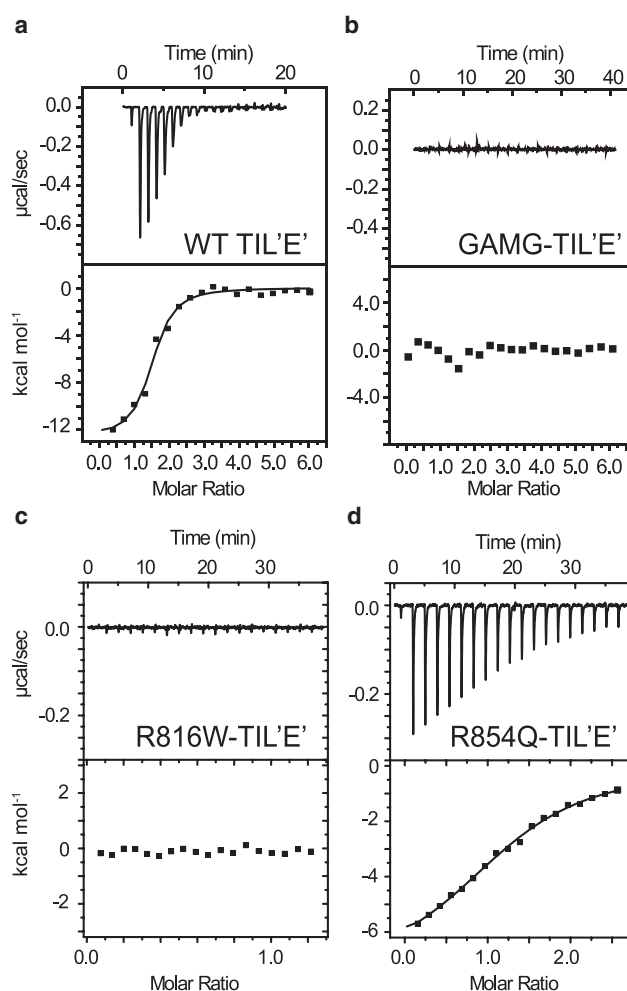 a
Time (min)
0 10 20
0.0
-0.2
-0.4
-0.6
µcal/sec
WT TIL'E'
0
-4
-8
-12
kcal mol⁻¹
0.0 1.0 2.0 3.0 4.0 5.0 6.0
Molar Ratio
b
Time (min)
0 10 20 30 40
0.2
0.0
-0.2
-0.4
GAMG-TIL'E'
4.0
0.0
-4.0
0.0 1.0 2.0 3.0 4.0 5.0 6.0
Molar Ratio
c
Time (min)
0 10 20 30
0.0
-0.2
µcal/sec
R816W-TIL'E'
2
0
-2
kcal mol⁻¹
0.0 1.0
Molar Ratio
d
Time (min)
0 10 20 30
0.0
-0.2
R854Q-TIL'E'
0
-2
-4
-6
0.0 1.0 2.0
Molar Ratio